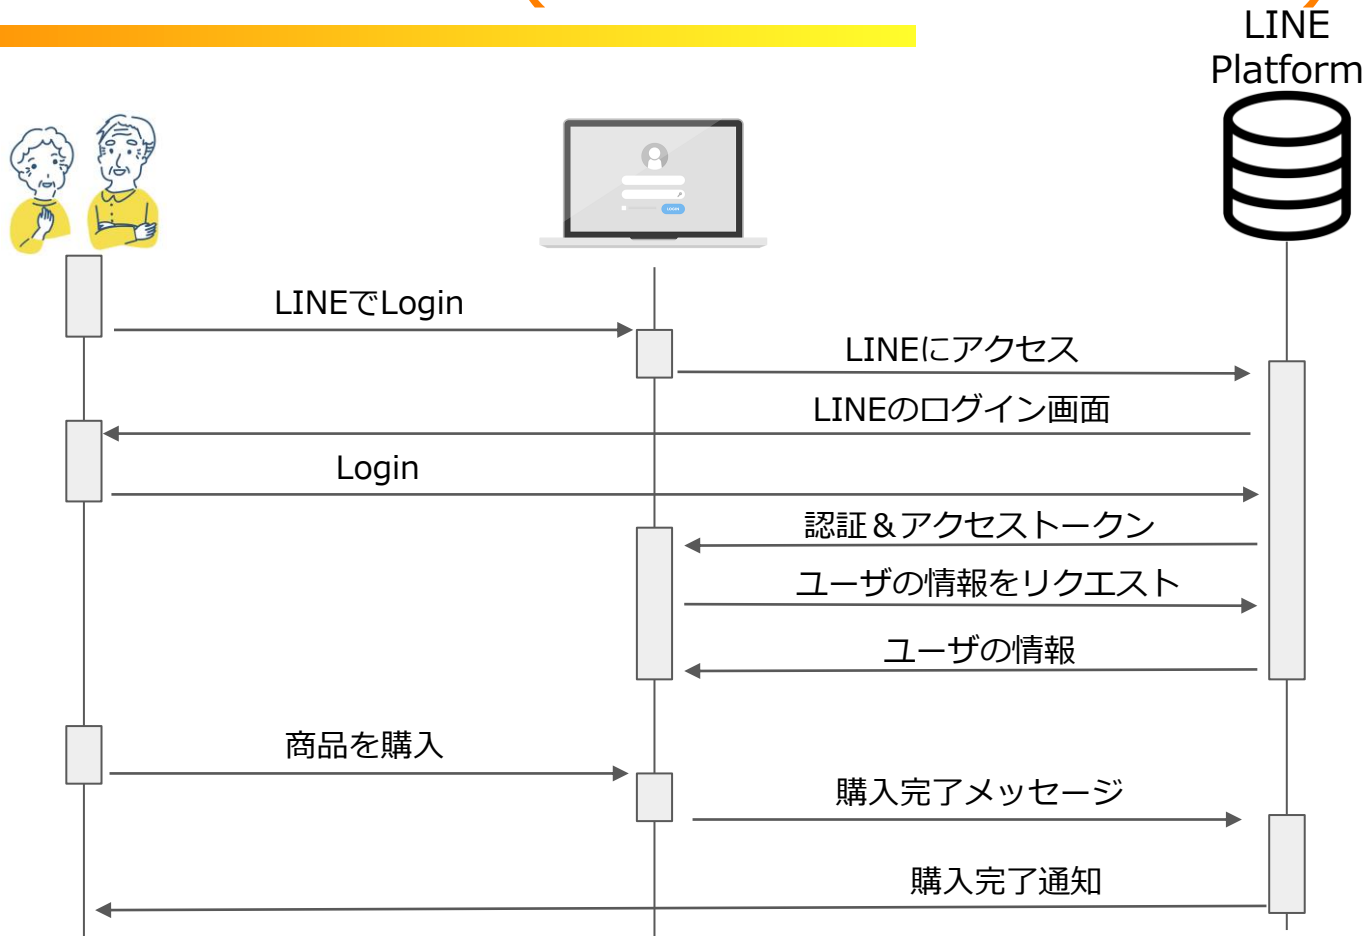 LINE
Platform
LOGIN
LINEでLogin
LINEにアクセス
LINEのログイン画面
Login
認証＆アクセストークン
ユーザの情報をリクエスト
ユーザの情報
商品を購入
購入完了メッセージ
購入完了通知